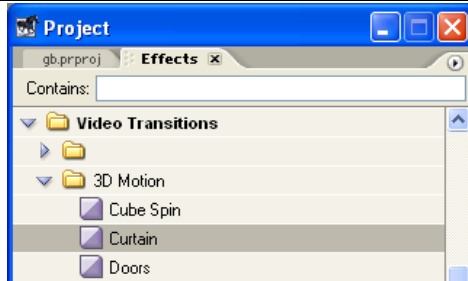 Project
gb.prproj Effects
Contains:
Video Transitions
3D Motion
Cube Spin
Curtain
Doors